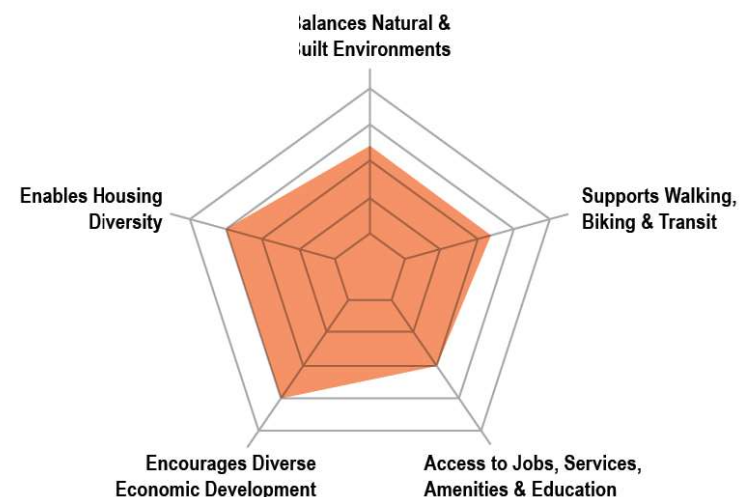 alances Natural &
uilt Environments
Enables Housing
Diversity
Supports Walking,
Biking & Transit
Encourages Diverse
Economic Development
Access to Jobs, Services,
Amenities & Education